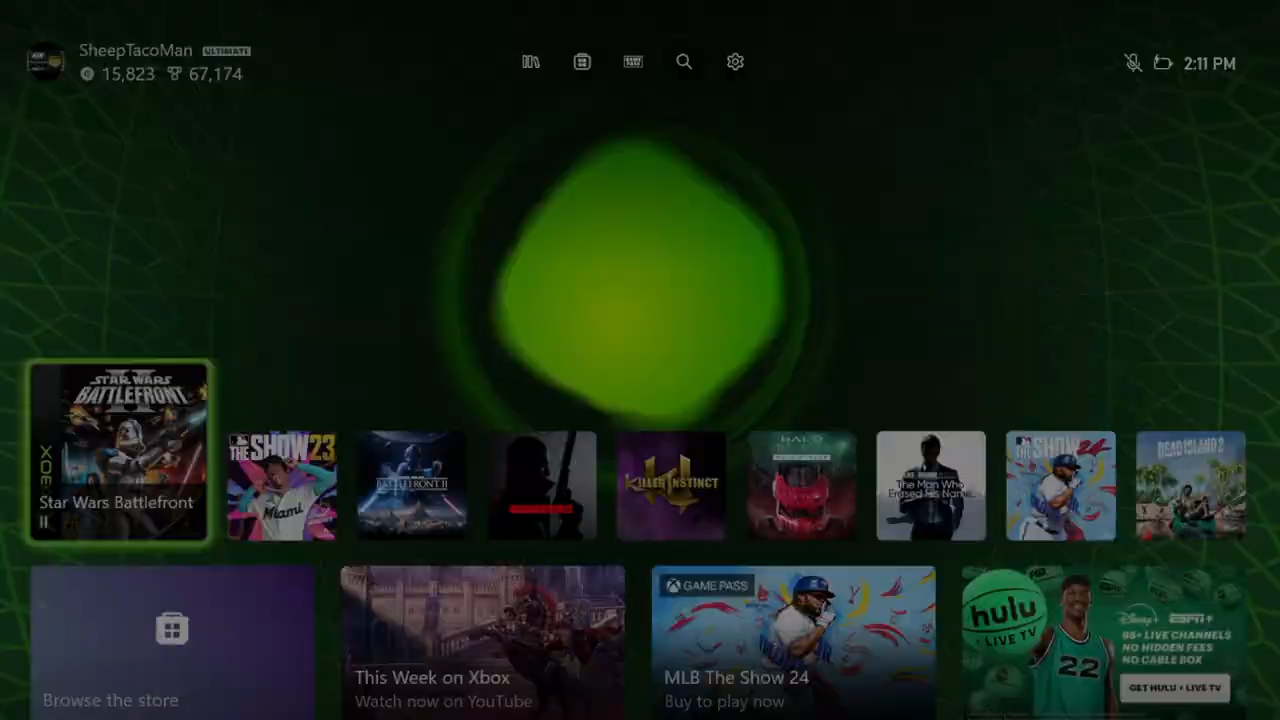 SheepTacoMan ULTIMATE
15,823 67,174
GAME PASS
2:11 PM
STAR WARS
BATTLEFRONT
II
XBOX
Star Wars Battlefront
II
THE SHOW 23
Miami
BATTLEFRONT II
KILLER INSTINCT
HALO
The Man Who
Erased His Name
THE SHOW 24
DEAD ISLAND 2
Browse the store
This Week on Xbox
Watch now on YouTube
GAME PASS
MLB The Show 24
Buy to play now
hulu
+ LIVE TV
Disney+ ESPN+
95+ LIVE CHANNELS
NO HIDDEN FEES
NO CABLE BOX
GET HULU + LIVE TV
22